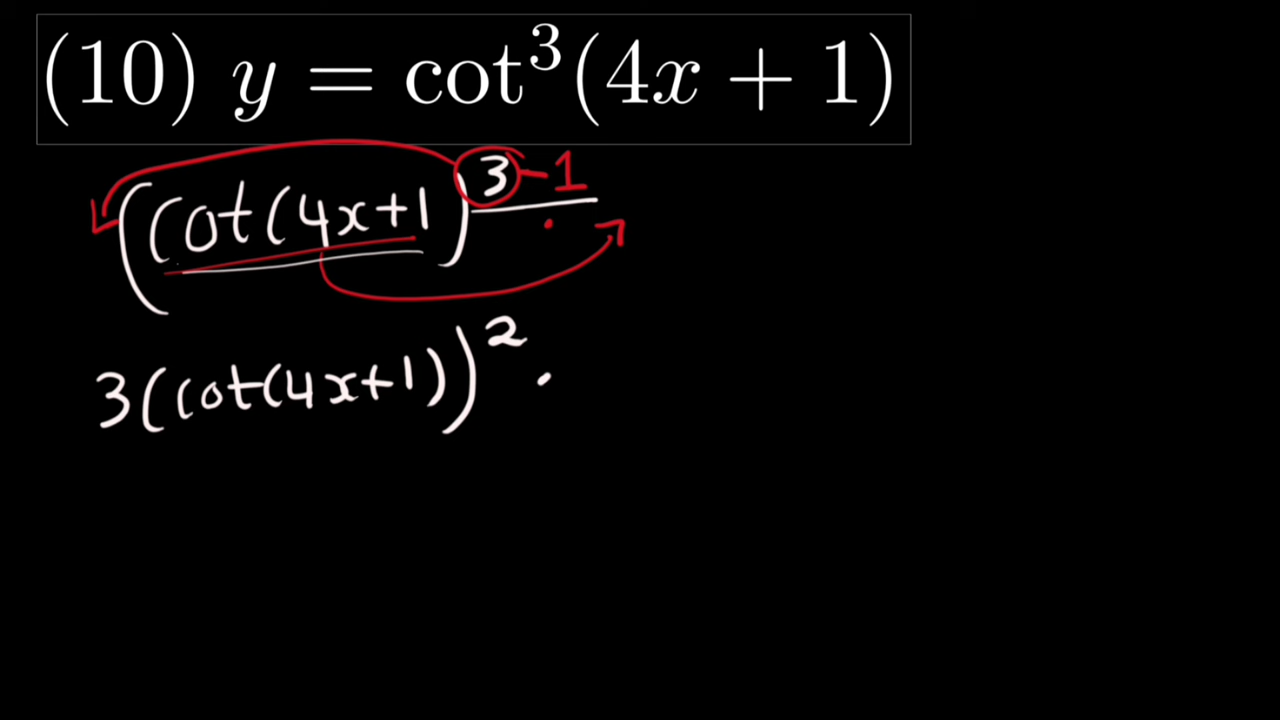 (10) y = cot³(4x + 1)
((cot(4x+1)³⁻¹ .
3(cot(4x+1))² ·